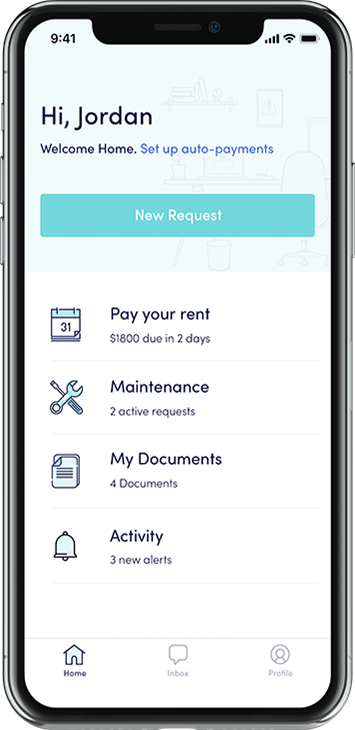 9:41
Hi, Jordan
Welcome Home. Set up auto-payments
New Request
31
Pay your rent
$1800 due in 2 days
Maintenance
2 active requests
My Documents
4 Documents
Activity
3 new alerts
Home
Inbox
Profile